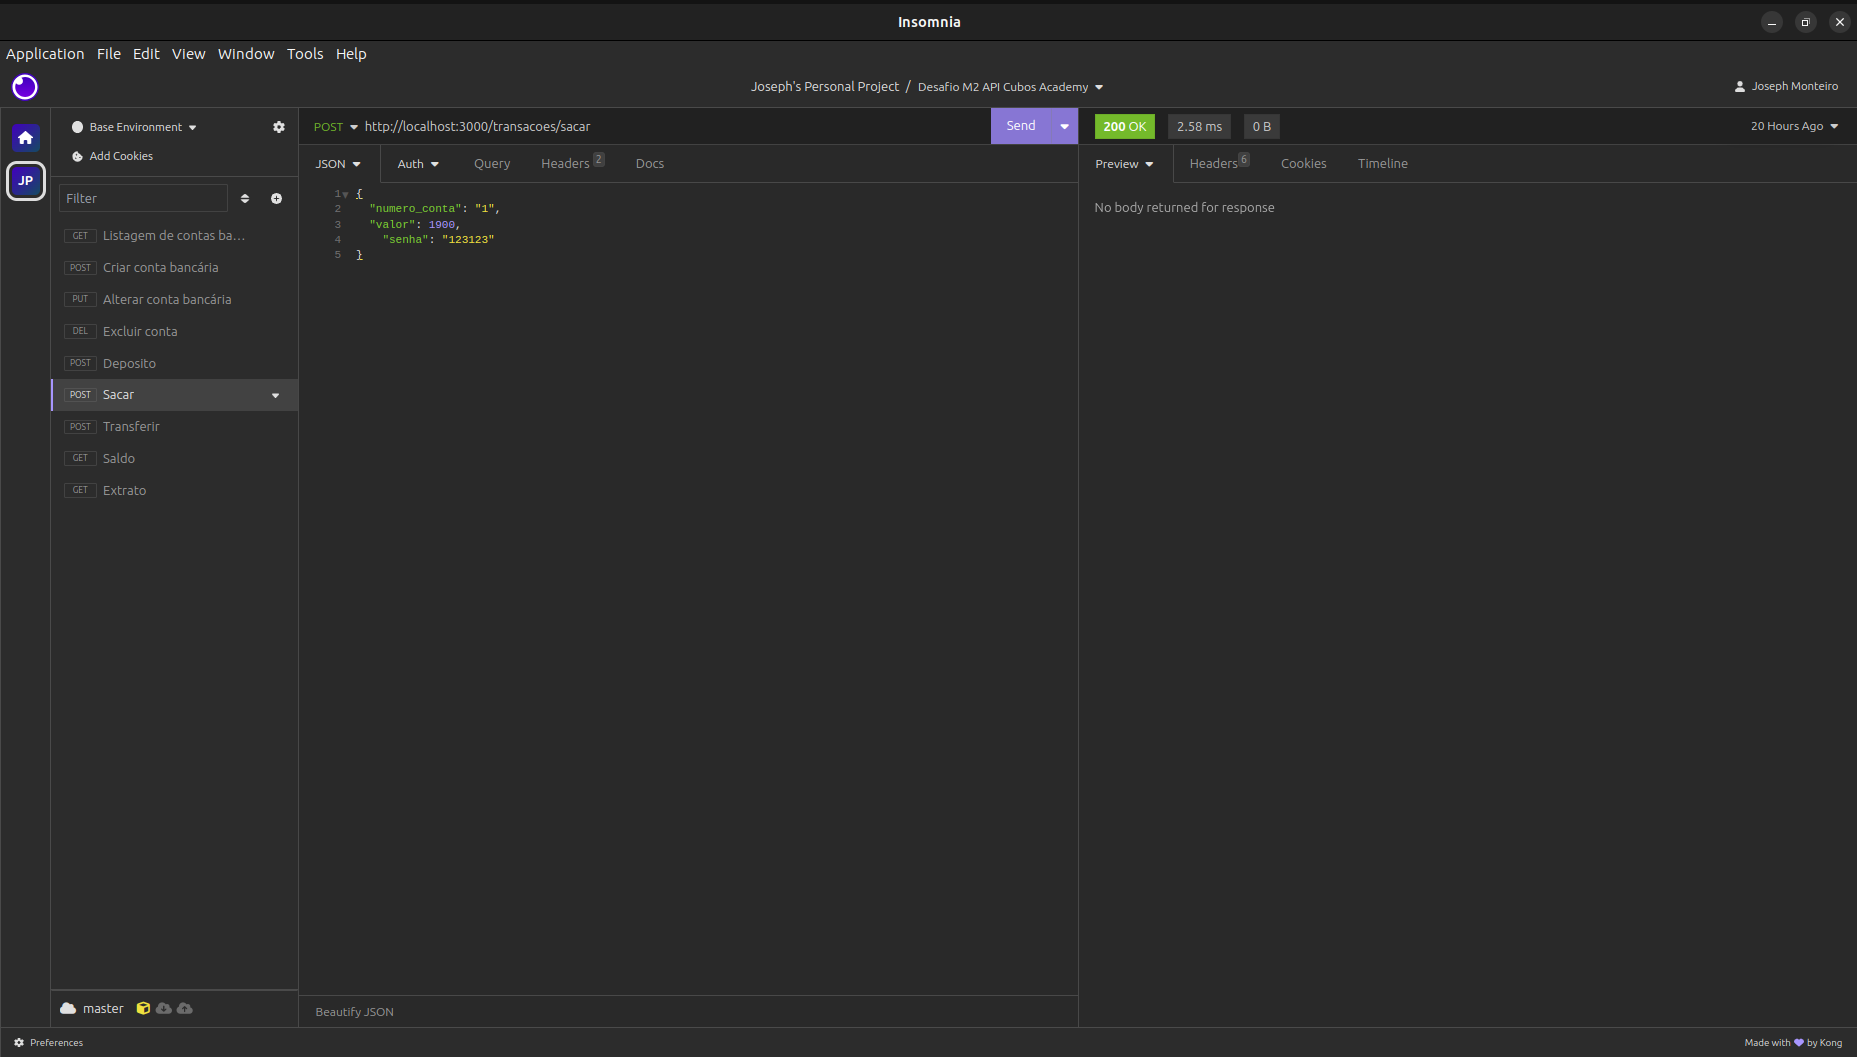 Insomnia
Application File Edit View Window Tools Help
Joseph's Personal Project / Desafio M2 API Cubos Academy
Joseph Monteiro
JP
Base Environment
Add Cookies
Filter
GET Listagem de contas ba...
POST Criar conta bancária
PUT Alterar conta bancária
DEL Excluir conta
POST Deposito
POST Sacar
POST Transferir
GET Saldo
GET Extrato
master
POST http://localhost:3000/transacoes/sacar
Send
JSON Auth Query Headers 2 Docs
1 {
2 "numero_conta": "1",
3 "valor": 1900,
4 "senha": "123123"
5 }
Beautify JSON
200 OK 2.58 ms 0 B 20 Hours Ago
Preview Headers 6 Cookies Timeline
No body returned for response
Preferences
Made with by Kong